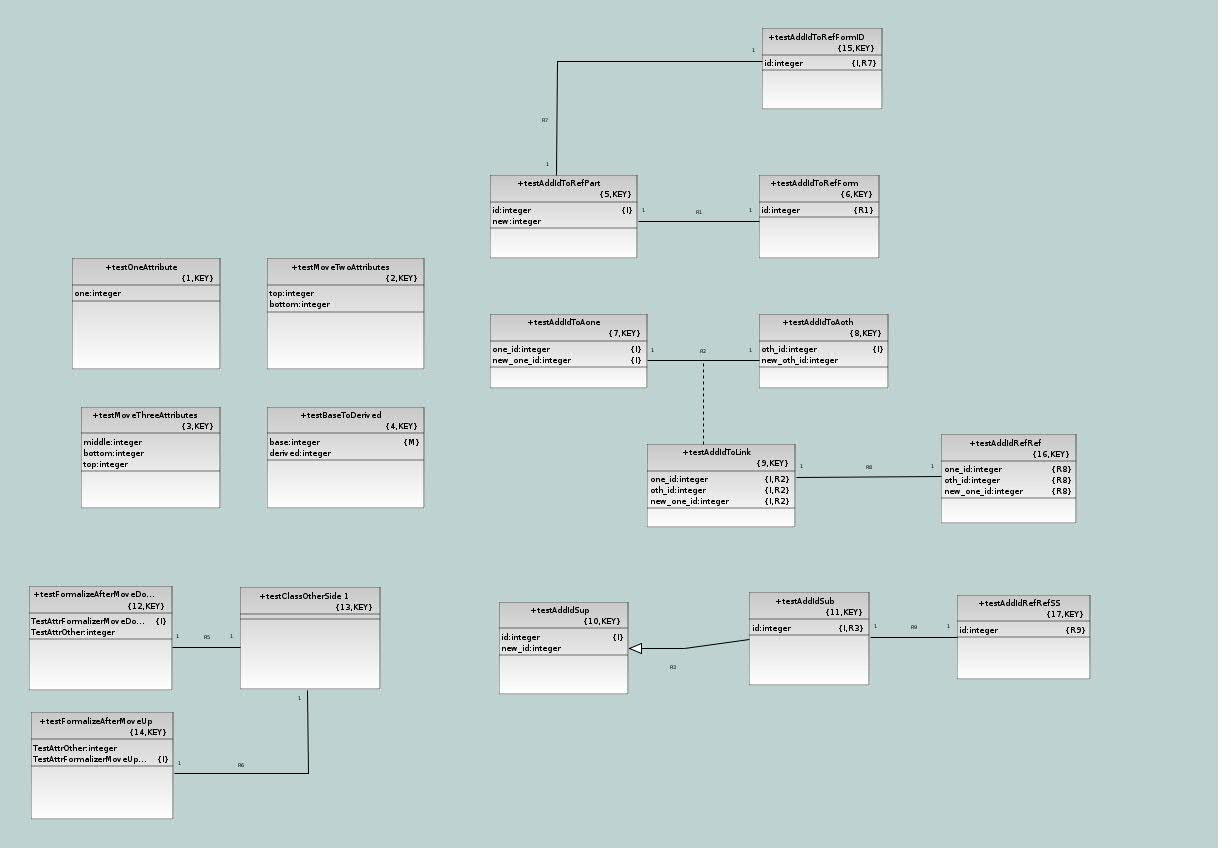 +testAddIdToRefFormID
{15,KEY}
id:integer {I,R7}
1
R7
1
+testAddIdToRefPart
{5,KEY}
id:integer {I}
new:integer
1 R1 1
+testAddIdToRefForm
{6,KEY}
id:integer {R1}
+testOneAttribute
{1,KEY}
one:integer
+testMoveTwoAttributes
{2,KEY}
top:integer
bottom:integer
+testAddIdToAone
{7,KEY}
one_id:integer {I}
new_one_id:integer {I}
1 R2 1
+testAddIdToAoth
{8,KEY}
oth_id:integer {I}
new_oth_id:integer
+testMoveThreeAttributes
{3,KEY}
middle:integer
bottom:integer
top:integer
+testBaseToDerived
{4,KEY}
base:integer {M}
derived:integer
+testAddIdToLink
{9,KEY}
one_id:integer {I,R2}
oth_id:integer {I,R2}
new_one_id:integer {I,R2}
1 R8 1
+testAddIdRefRef
{16,KEY}
one_id:integer {R8}
oth_id:integer {R8}
new_one_id:integer {R8}
+testFormalizeAfterMoveDo...
{12,KEY}
TestAttrFormalizerMoveDo... {I}
TestAttrOther:integer
1 R5 1
+testClassOtherSide 1
{13,KEY}
1
+testFormalizeAfterMoveUp
{14,KEY}
TestAttrOther:integer
TestAttrFormalizerMoveUp... {I}
1 R6
+testAddIdSup
{10,KEY}
id:integer {I}
new_id:integer
R3
+testAddIdSub
{11,KEY}
id:integer {I,R3}
1 R9 1
+testAddIdRefRefSS
{17,KEY}
id:integer {R9}